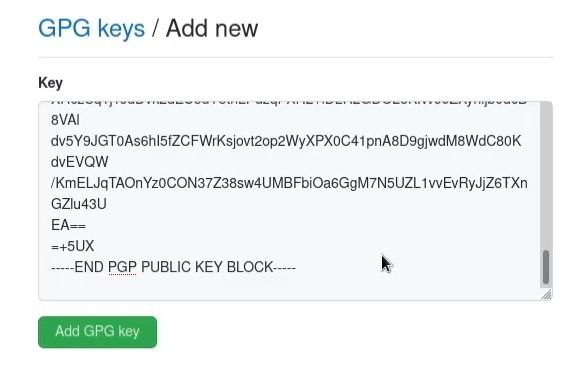 GPG keys / Add new
Key
8VAl
dv5Y9JGT0As6hI5fZCFWrKsjovt2op2WyXPX0C41pnA8D9gjwdM8WdC80K
dvEVQW
/KmELJqTAOnYz0CON37Z38sw4UMBFbiOa6GgM7N5UZL1vvEvRyJjZ6TXn
GZlu43U
EA==
=+5UX
-----END PGP PUBLIC KEY BLOCK-----
Add GPG key